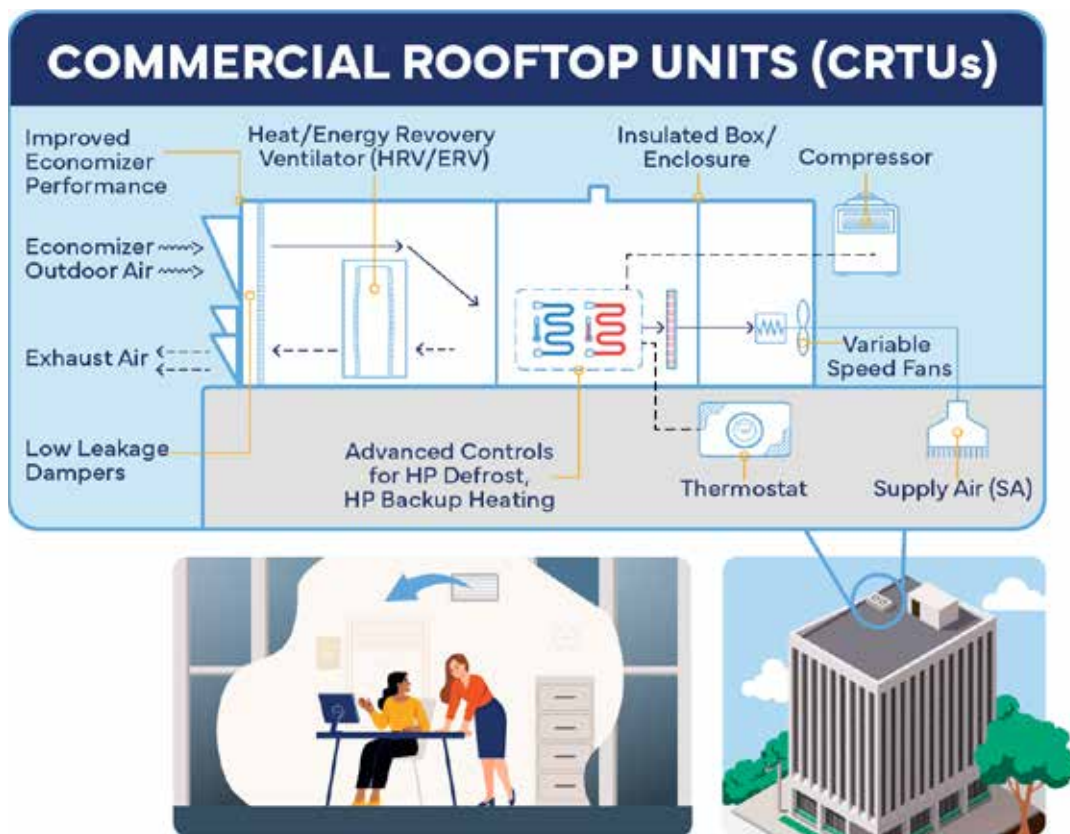 COMMERCIAL ROOFTOP UNITS (CRTUs)
Improved
Economizer
Performance
Heat/Energy Revovery
Ventilator (HRV/ERV)
Insulated Box/
Enclosure
Compressor
Economizer
Outdoor Air
Exhaust Air
Variable
Speed Fans
Low Leakage
Dampers
Advanced Controls
for HP Defrost,
HP Backup Heating
Thermostat
Supply Air (SA)